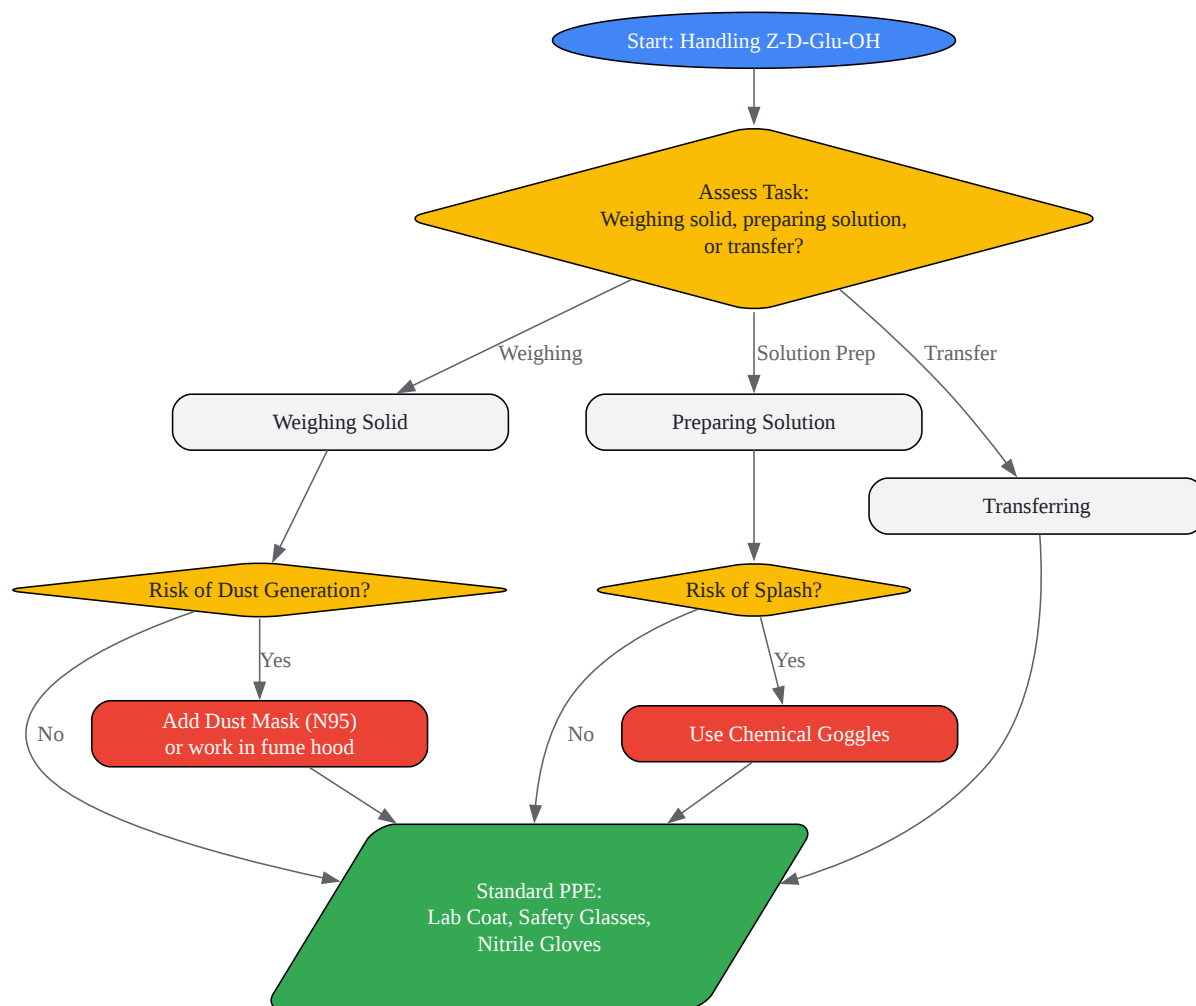 Start: Handling Z-D-Glu-OH
Assess Task:
Weighing solid, preparing solution,
or transfer?
Weighing
Solution Prep
Transfer
Weighing Solid
Preparing Solution
Transferring
Risk of Dust Generation?
Risk of Splash?
Yes
Yes
No
Add Dust Mask (N95)
or work in fume hood
No
Use Chemical Goggles
Standard PPE:
Lab Coat, Safety Glasses,
Nitrile Gloves